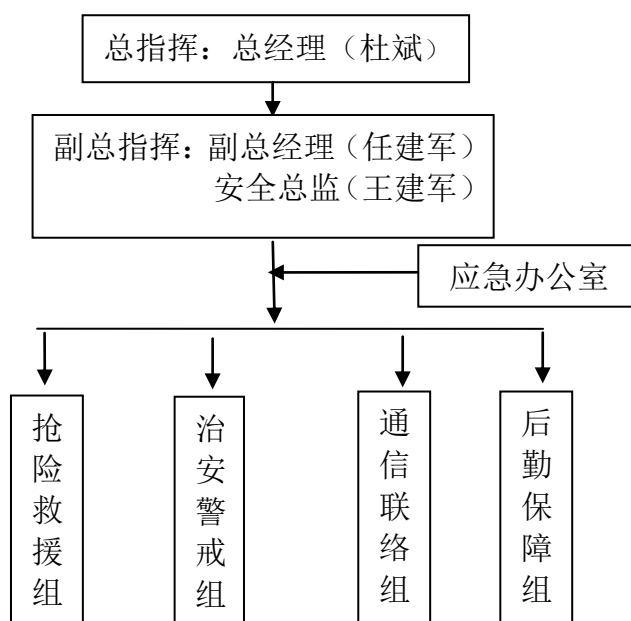 总指挥：总经理（杜斌）
副总指挥：副总经理（任建军）
安全总监（王建军）
应急办公室
抢险救援组
治安警戒组
通信联络组
后勤保障组